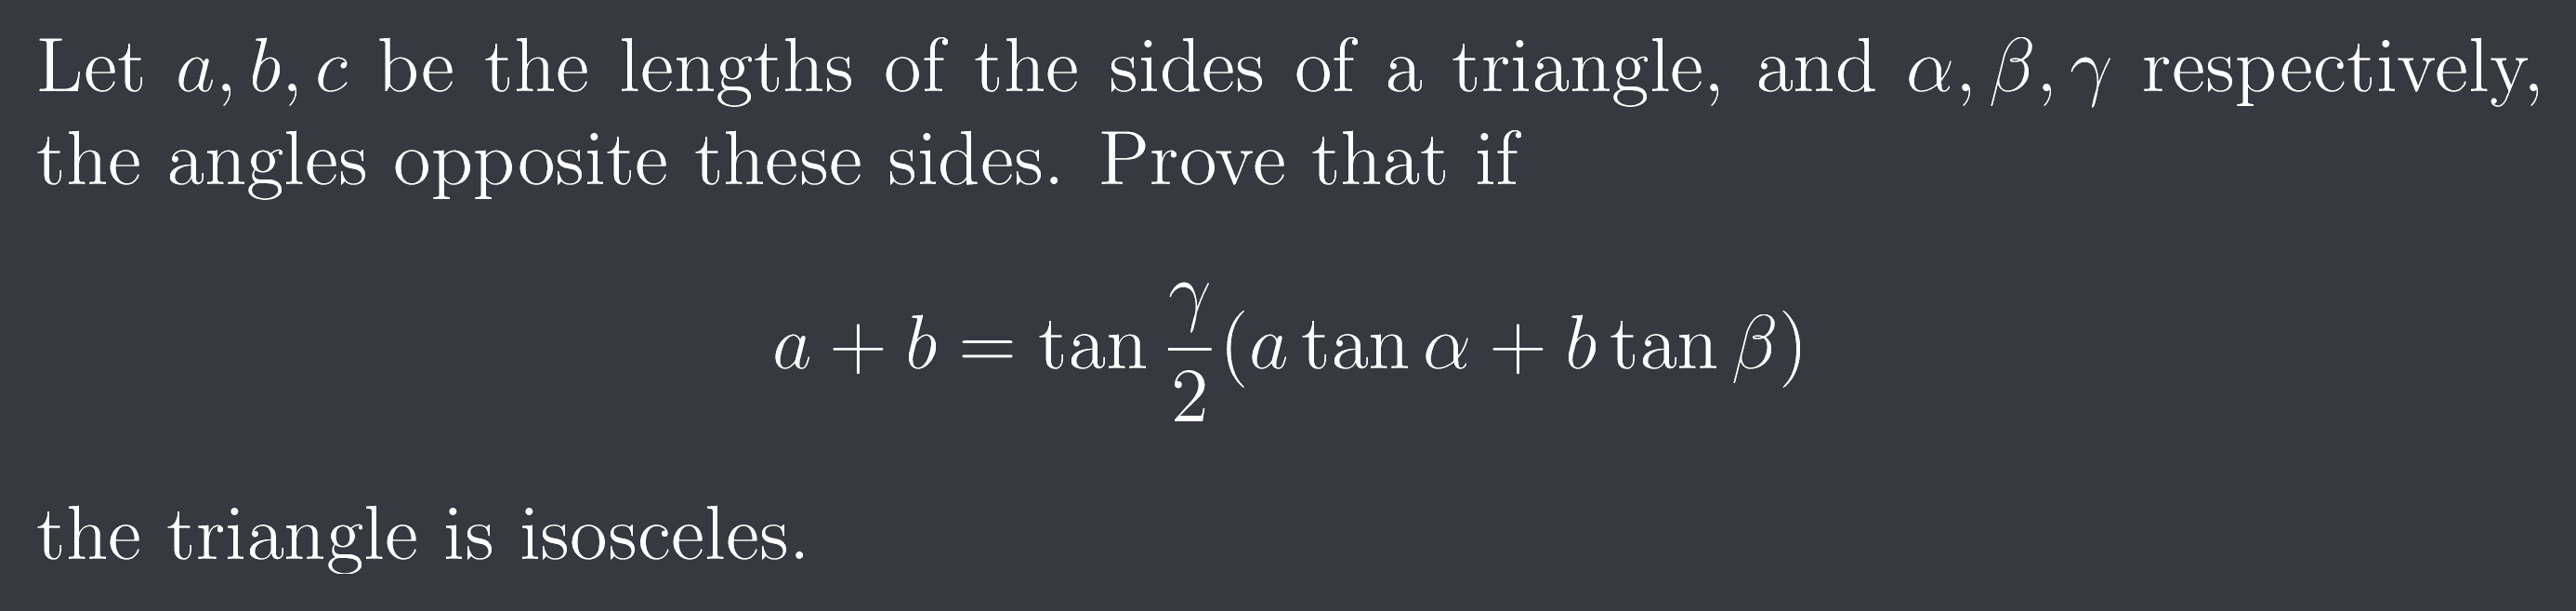 Let a, b, c be the lengths of the sides of a triangle, and α, β, γ respectively,
the angles opposite these sides. Prove that if
a + b = tan γ/2 (a tan α + b tan β)
the triangle is isosceles.